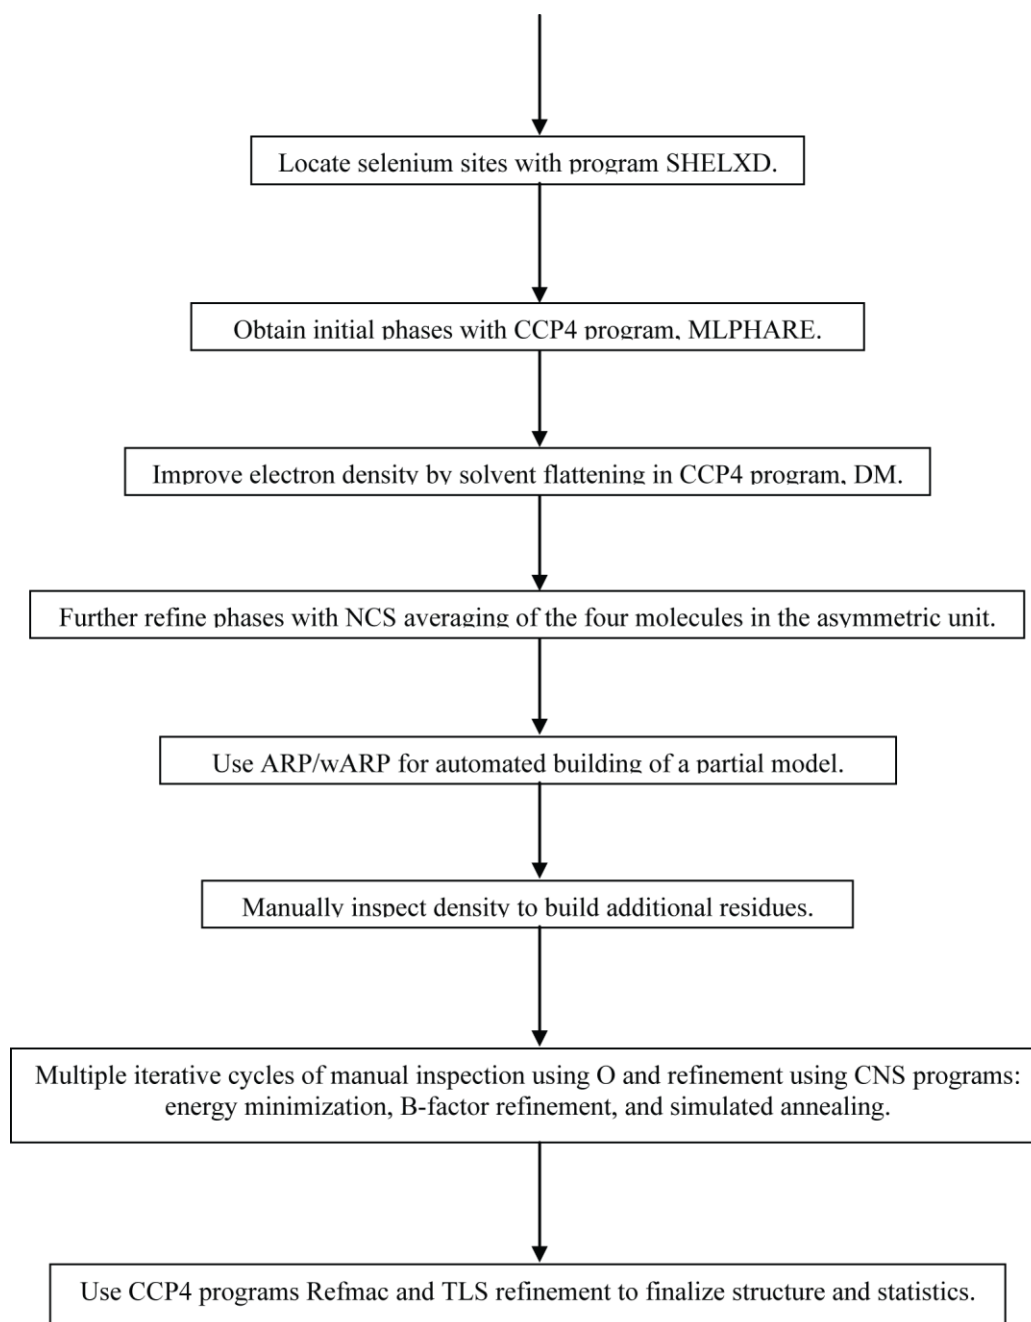 Locate selenium sites with program SHELXD.
Obtain initial phases with CCP4 program, MLPHARE.
Improve electron density by solvent flattening in CCP4 program, DM.
Further refine phases with NCS averaging of the four molecules in the asymmetric unit.
Use ARP/wARP for automated building of a partial model.
Manually inspect density to build additional residues.
Multiple iterative cycles of manual inspection using O and refinement using CNS programs:
energy minimization, B-factor refinement, and simulated annealing.
Use CCP4 programs Refmac and TLS refinement to finalize structure and statistics.